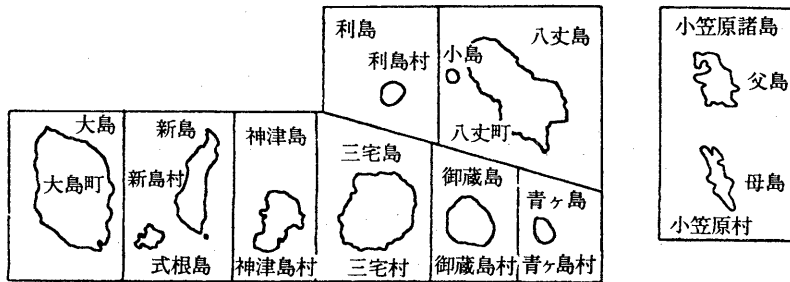 利島
利島村
八丈島
小島
八丈町
小笠原諸島
父島
母島
小笠原村
大島
大島町
新島
新島村
式根島
神津島
神津島村
三宅島
三宅村
御蔵島
御蔵島村
青ヶ島
青ヶ島村